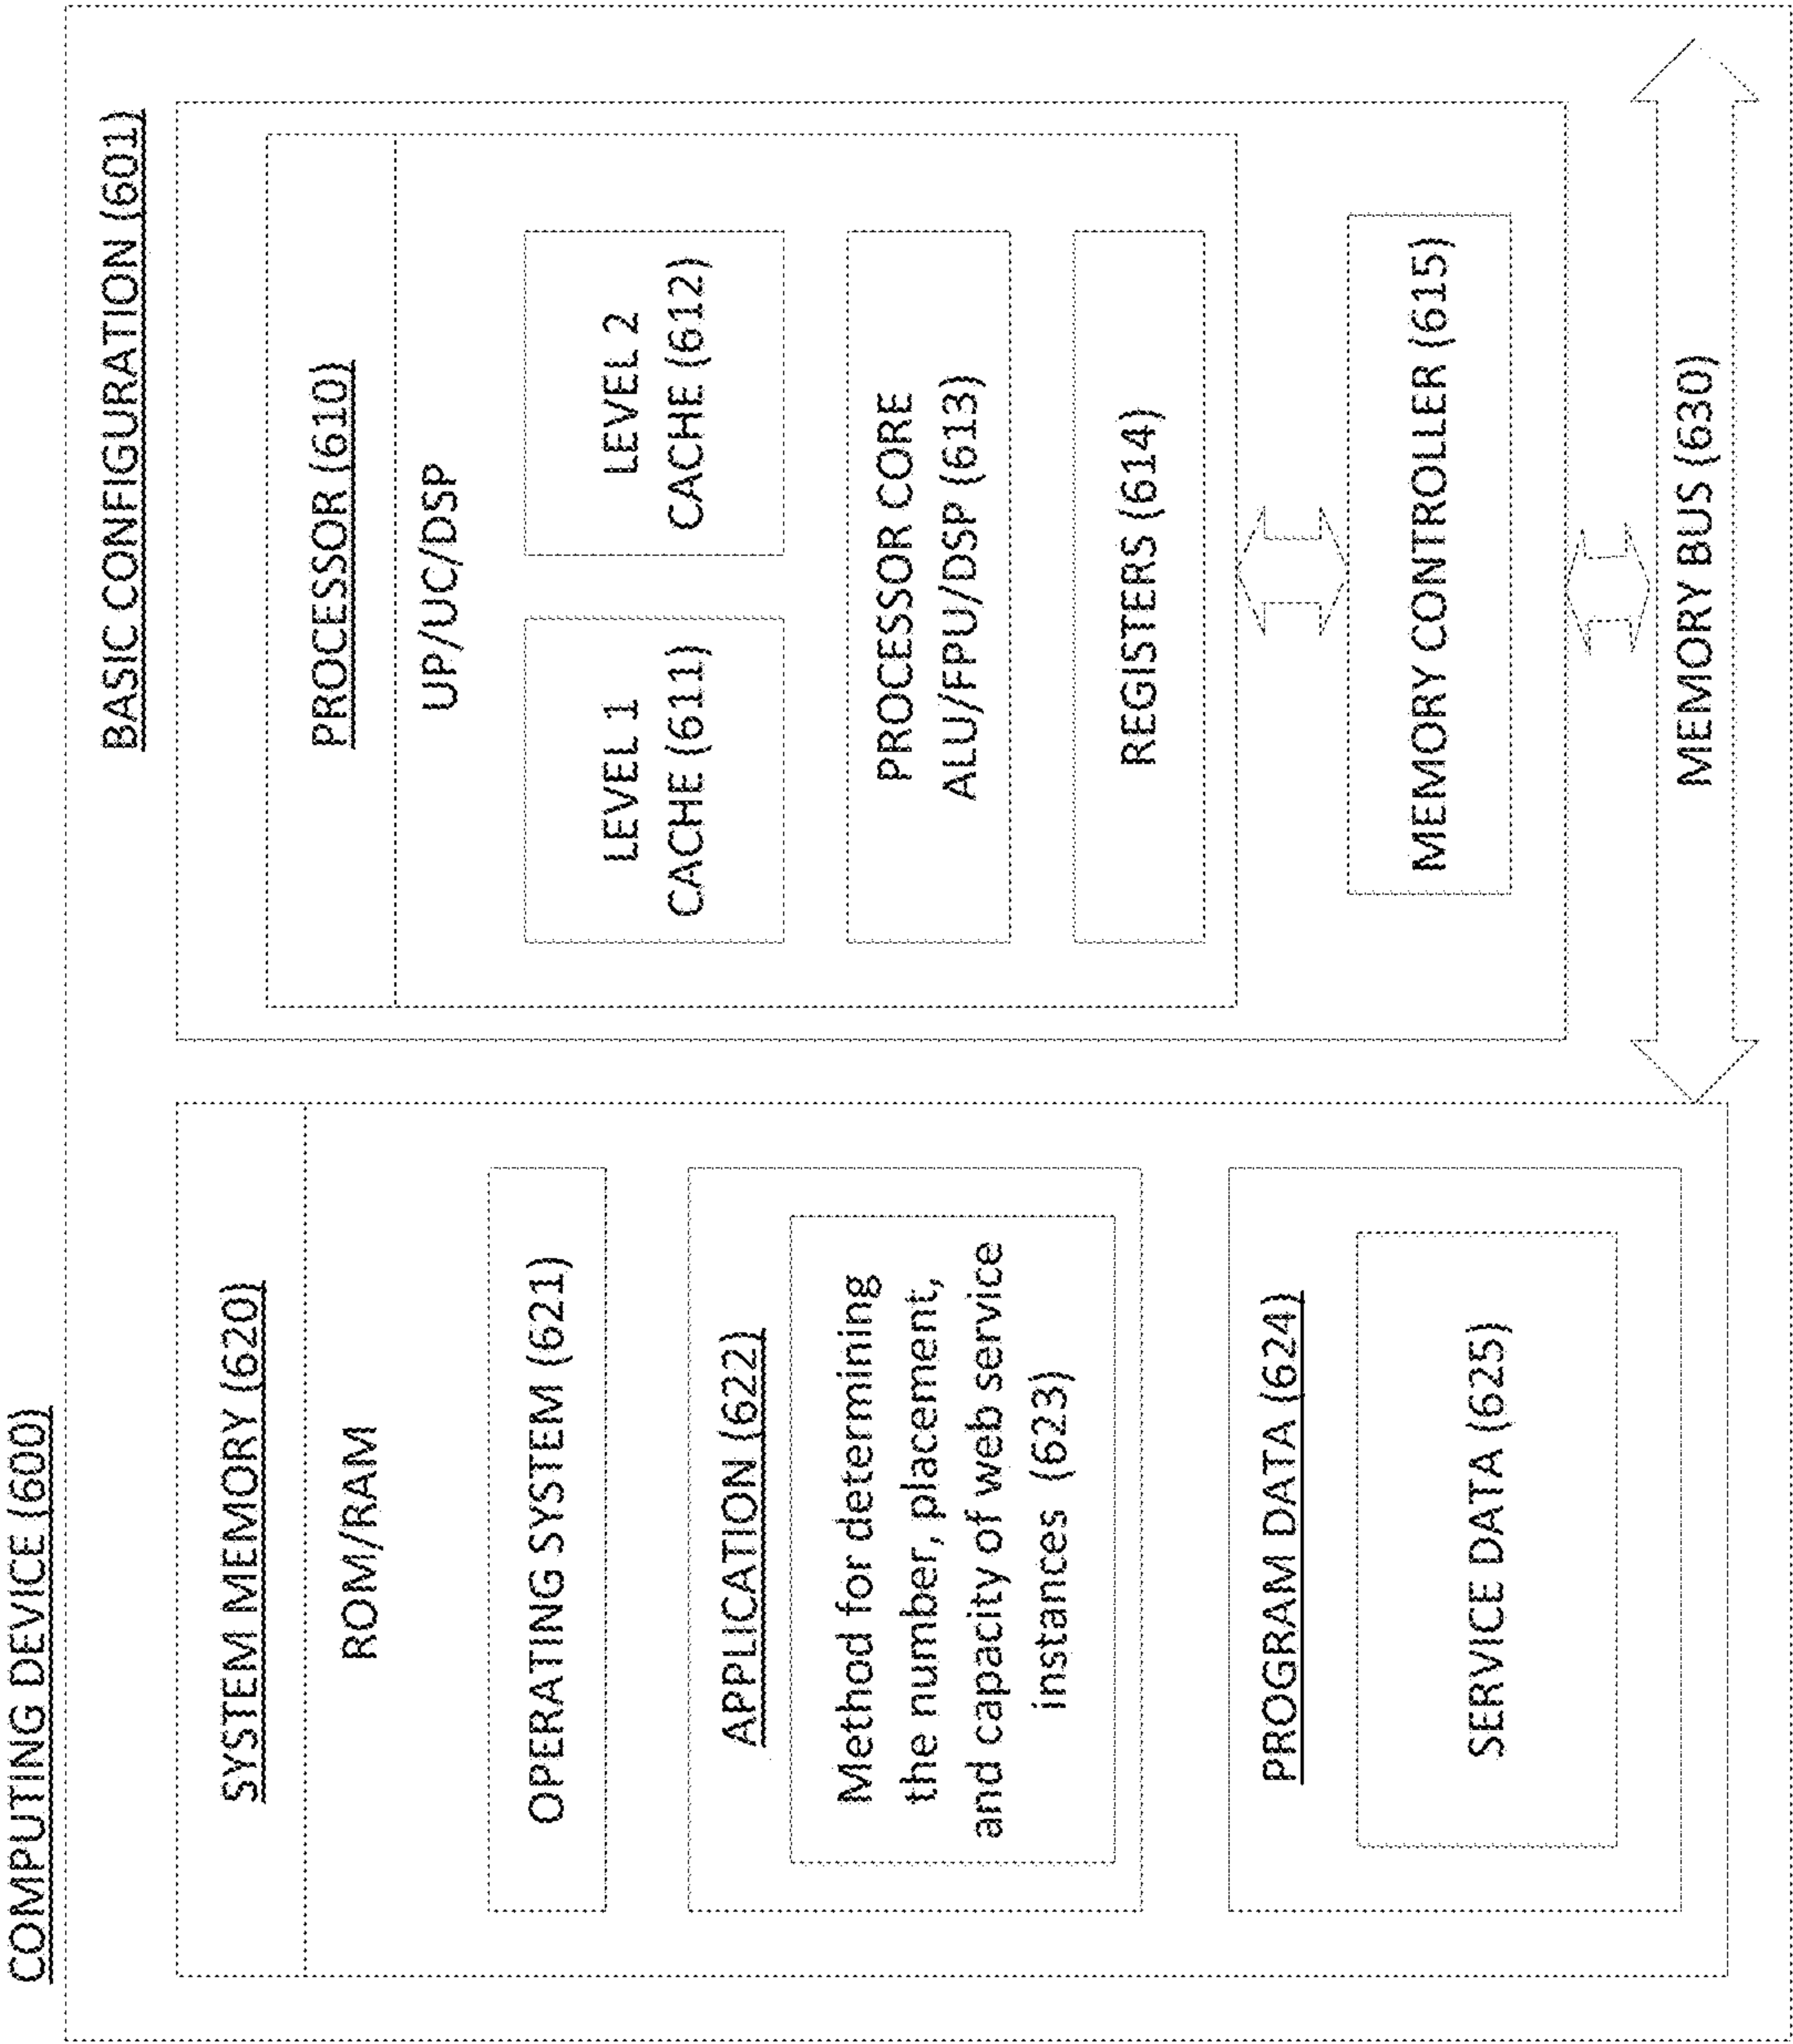 COMPUTING DEVICE (600)
SYSTEM MEMORY (620)
ROM/RAM
OPERATING SYSTEM (621)
APPLICATION (622)
Method for determining
the number, placement,
and capacity of web service
instances (623)
PROGRAM DATA (624)
SERVICE DATA (625)
BASIC CONFIGURATION (601)
PROCESSOR (610)
UP/UC/DSP
LEVEL 1
CACHE (611)
LEVEL 2
CACHE (612)
PROCESSOR CORE
ALU/FPU/DSP (613)
REGISTERS (614)
MEMORY CONTROLLER (615)
MEMORY BUS (630)